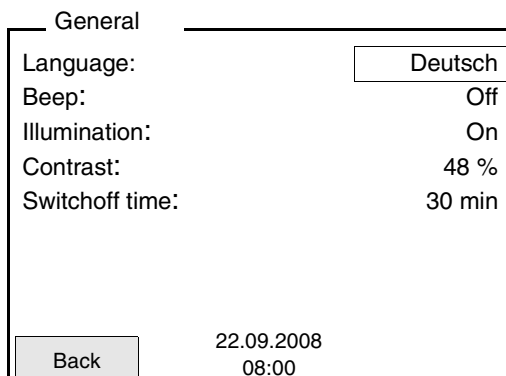 General
Language: Deutsch
Beep: Off
Illumination: On
Contrast: 48 %
Switchoff time: 30 min
22.09.2008
Back 08:00